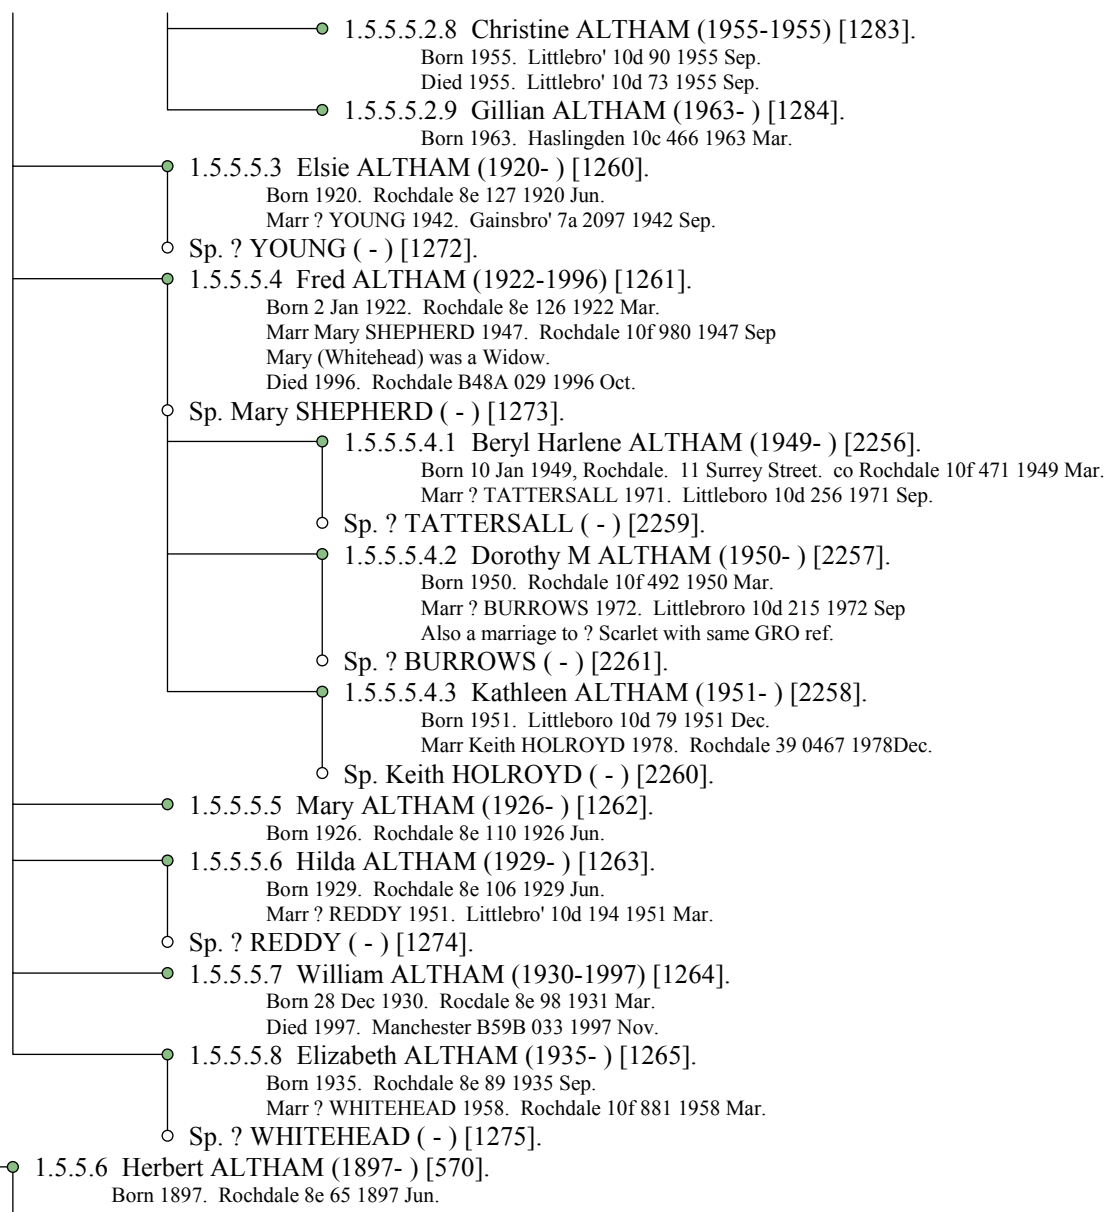 1.5.5.5.2.8 Christine ALTHAM (1955-1955) [1283].
Born 1955. Littlebro' 10d 90 1955 Sep.
Died 1955. Littlebro' 10d 73 1955 Sep.
1.5.5.5.2.9 Gillian ALTHAM (1963- ) [1284].
Born 1963. Haslingden 10c 466 1963 Mar.
1.5.5.5.3 Elsie ALTHAM (1920- ) [1260].
Born 1920. Rochdale 8e 127 1920 Jun.
Marr ? YOUNG 1942. Gainsbro' 7a 2097 1942 Sep.
Sp. ? YOUNG ( - ) [1272].
1.5.5.5.4 Fred ALTHAM (1922-1996) [1261].
Born 2 Jan 1922. Rochdale 8e 126 1922 Mar.
Marr Mary SHEPHERD 1947. Rochdale 10f 980 1947 Sep
Mary (Whitehead) was a Widow.
Died 1996. Rochdale B48A 029 1996 Oct.
Sp. Mary SHEPHERD ( - ) [1273].
1.5.5.5.4.1 Beryl Harlene ALTHAM (1949- ) [2256].
Born 10 Jan 1949, Rochdale. 11 Surrey Street. co Rochdale 10f 471 1949 Mar.
Marr ? TATTERSALL 1971. Littleboro 10d 256 1971 Sep.
Sp. ? TATTERSALL ( - ) [2259].
1.5.5.5.4.2 Dorothy M ALTHAM (1950- ) [2257].
Born 1950. Rochdale 10f 492 1950 Mar.
Marr ? BURROWS 1972. Littlebroro 10d 215 1972 Sep
Also a marriage to ? Scarlet with same GRO ref.
Sp. ? BURROWS ( - ) [2261].
1.5.5.5.4.3 Kathleen ALTHAM (1951- ) [2258].
Born 1951. Littleboro 10d 79 1951 Dec.
Marr Keith HOLROYD 1978. Rochdale 39 0467 1978Dec.
Sp. Keith HOLROYD ( - ) [2260].
1.5.5.5.5 Mary ALTHAM (1926- ) [1262].
Born 1926. Rochdale 8e 110 1926 Jun.
1.5.5.5.6 Hilda ALTHAM (1929- ) [1263].
Born 1929. Rochdale 8e 106 1929 Jun.
Marr ? REDDY 1951. Littlebro' 10d 194 1951 Mar.
Sp. ? REDDY ( - ) [1274].
1.5.5.5.7 William ALTHAM (1930-1997) [1264].
Born 28 Dec 1930. Rocdale 8e 98 1931 Mar.
Died 1997. Manchester B59B 033 1997 Nov.
1.5.5.5.8 Elizabeth ALTHAM (1935- ) [1265].
Born 1935. Rochdale 8e 89 1935 Sep.
Marr ? WHITEHEAD 1958. Rochdale 10f 881 1958 Mar.
Sp. ? WHITEHEAD ( - ) [1275].
1.5.5.6 Herbert ALTHAM (1897- ) [570].
Born 1897. Rochdale 8e 65 1897 Jun.